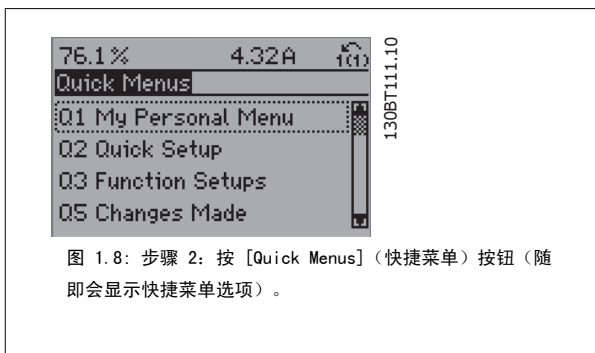 76.1% 4.32A 1(1)
Quick Menus
Q1 My Personal Menu
Q2 Quick Setup
Q3 Function Setups
Q5 Changes Made
130BT111.10
图 1.8: 步骤 2: 按 [Quick Menus]（快捷菜单）按钮（随
即会显示快捷菜单选项）。